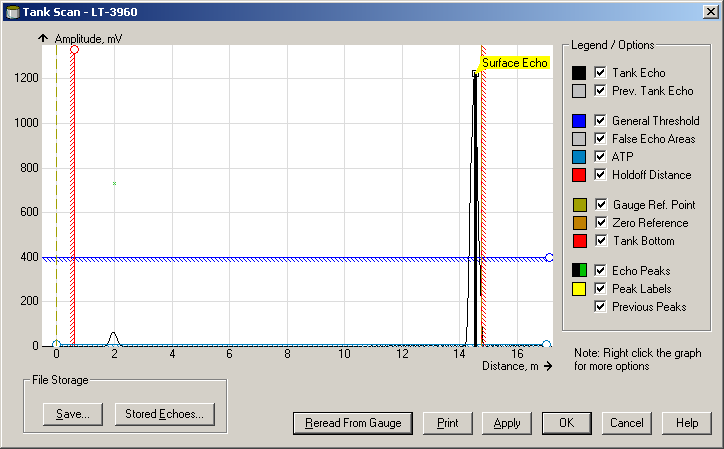 Tank Scan - LT-3960
Amplitude, mV
Legend / Options
Surface Echo
Tank Echo
Prev. Tank Echo
General Threshold
False Echo Areas
ATP
Holdoff Distance
Gauge Ref. Point
Zero Reference
Tank Bottom
Echo Peaks
Peak Labels
Previous Peaks
1200
1000
800
600
400
200
0
0 2 4 6 8 10 12 14 16
Distance, m
Note: Right click the graph
for more options
File Storage
Save...
Stored Echoes...
Reread From Gauge
Print
Apply
OK
Cancel
Help